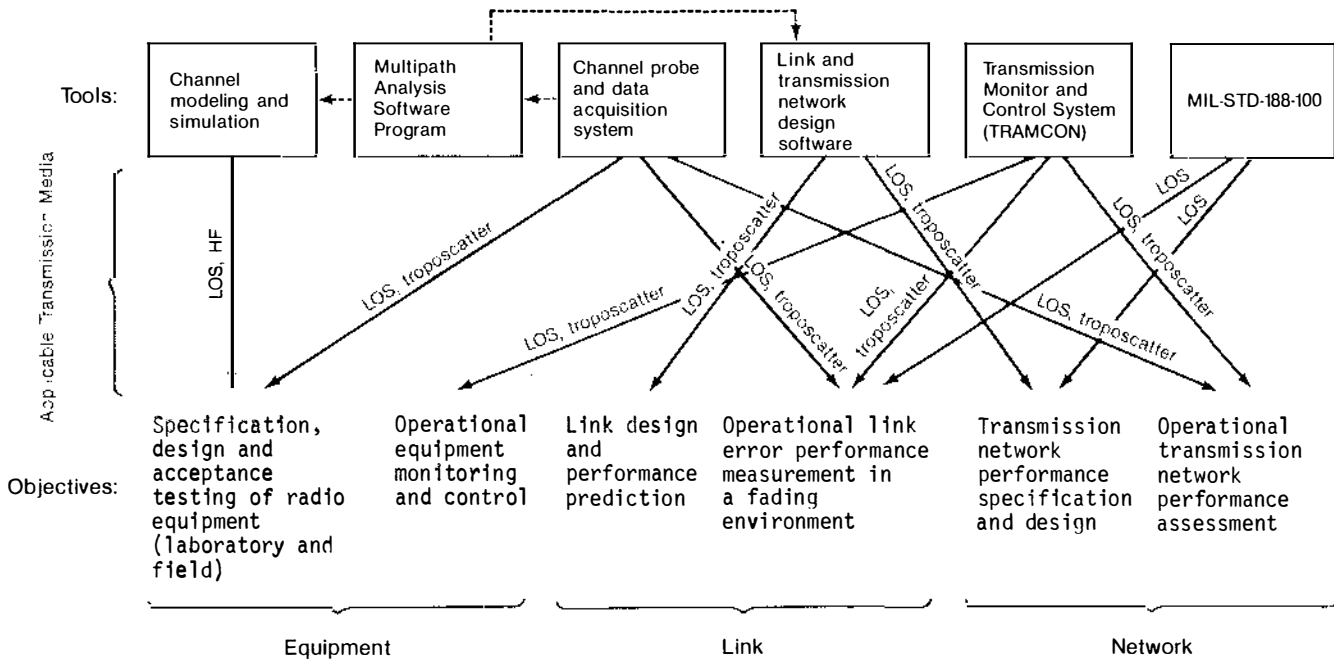 Tools:
Channel
modeling and
simulation
Multipath
Analysis
Software
Program
Channel probe
and data
acquisition
system
Link and
transmission
network
design
software
Transmission
Monitor and
Control System
(TRAMCON)
MIL-STD-188-100
Applicable Transmission Media
LOS, HF
LOS, troposcatter
LOS, troposcatter
LOS, troposcatter
LOS, troposcatter
LOS, troposcatter
LOS,
troposcatter
LOS, troposcatter
LOS, troposcatter
LOS
LOS
Objectives:
Specification,
design and
acceptance
testing of radio
equipment
(laboratory and
field)
Operational
equipment
monitoring
and control
Link design
and
performance
prediction
Operational link
error performance
measurement in
a fading
environment
Transmission
network
performance
specification
and design
Operational
transmission
network
performance
assessment
Equipment
Link
Network